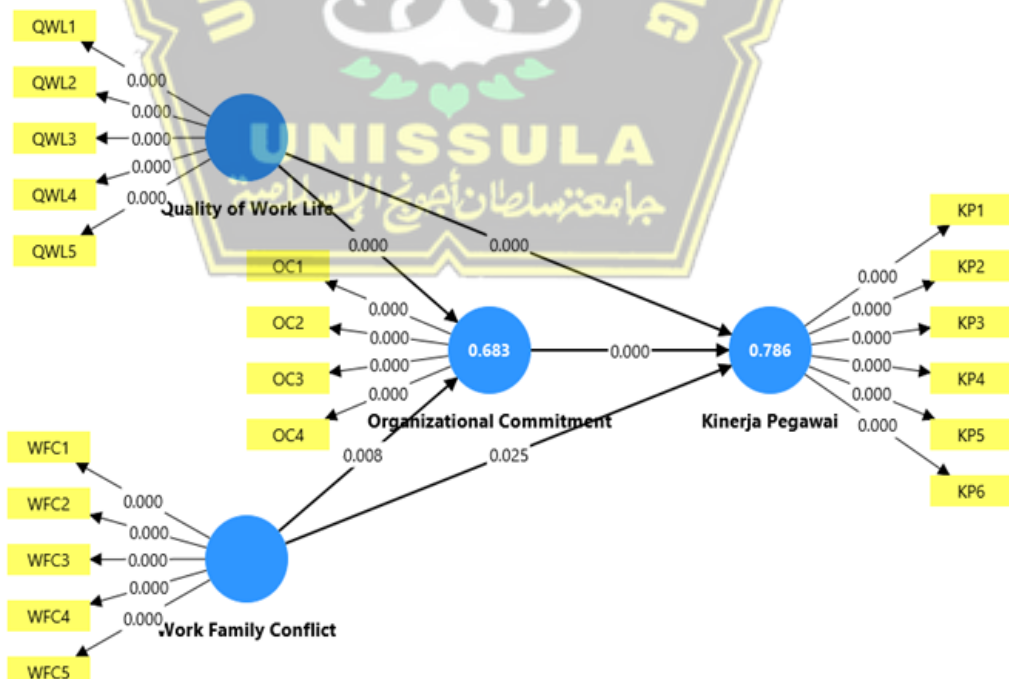 UNISSULA
جامعتنسلطان أجونج الإسلامية
QWL1
QWL2
QWL3
QWL4
QWL5
0.000
0.000
0.000
0.000
0.000
Quality of Work Life
0.000
0.000
OC1
OC2
OC3
OC4
0.000
0.000
0.000
0.000
0.683
Organizational Commitment
0.000
0.786
Kinerja Pegawai
KP1
KP2
KP3
KP4
KP5
KP6
0.000
0.000
0.000
0.000
0.000
0.000
WFC1
WFC2
WFC3
WFC4
WFC5
0.000
0.000
0.000
0.000
0.000
Work Family Conflict
0.008
0.025